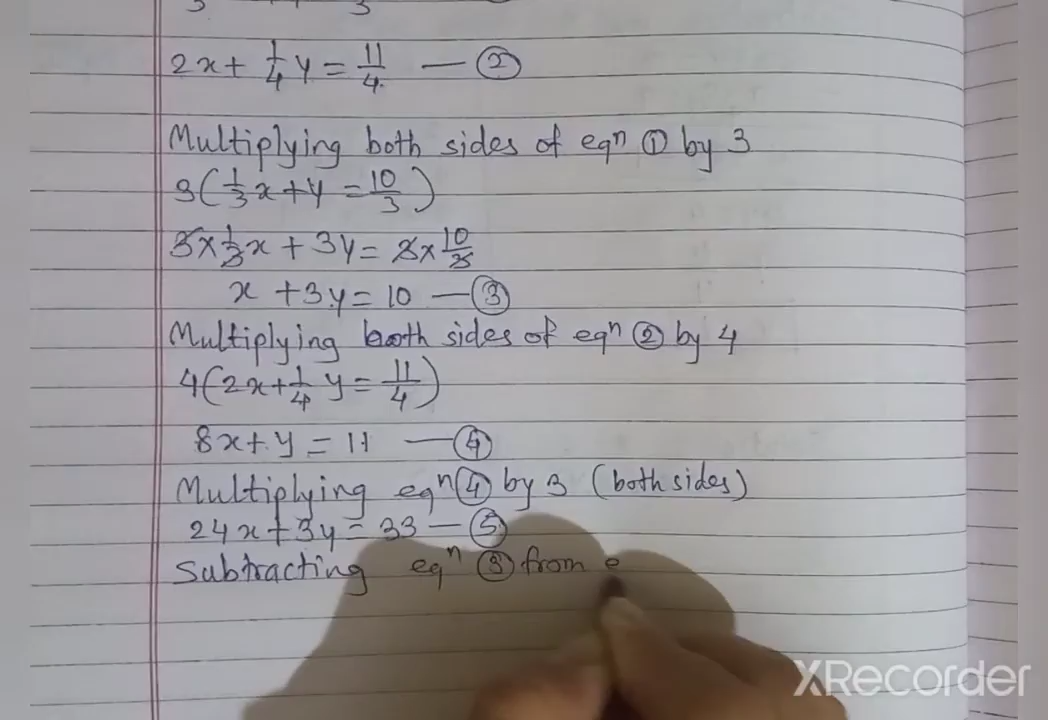 2x + 1/4 y = 11/4 — ②
Multiplying both sides of eqⁿ ① by 3
3(1/3 x + y = 10/3)
3 × 1/3 x + 3y = 3 × 10/3
x + 3y = 10 — ③
Multiplying both sides of eqⁿ ② by 4
4(2x + 1/4 y = 11/4)
8x + y = 11 — ④
Multiplying eqⁿ ④ by 3 (both sides)
24x + 3y = 33 — ⑤
Subtracting eqⁿ ③ from e
XRecorder